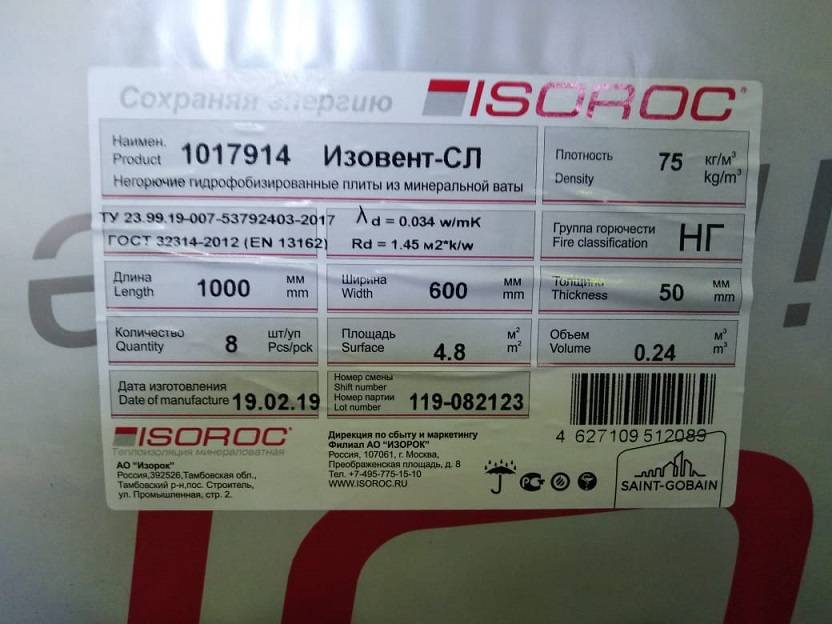 Сохраняя энергию
ISOROC®
Наимен.
Product
1017914 Изовент-СЛ
Негорючие гидрофобизированные плиты из минеральной ваты
Плотность
Density
75
кг/м³
kg/m³
ТУ 23.99.19-007-53792403-2017
ГОСТ 32314-2012 (EN 13162)
λ d = 0.034 w/mK
Rd = 1.45 м2*k/w
Группа горючести
Fire classification
НГ
Длина
Length
1000
мм
mm
Ширина
Width
600
мм
mm
Толщина
Thickness
50
мм
mm
Количество
Quantity
8
шт/уп
Pcs/pck
Площадь
Surface
4.8
м²
m²
Объем
Volume
0.24
м³
m³
Дата изготовления
Date of manufacture 19.02.19
Номер смены
Shift number
Номер партии
Lot number
119-082123
4 627109 512089
ISOROC®
Теплоизоляция минераловатная
АО "Изорок"
Россия,392526,Тамбовская обл.,
Тамбовский р-н,пос. Строитель,
ул. Промышленная, стр. 2.
Дирекция по сбыту и маркетингу
Филиал АО "ИЗОРОК"
Россия, 107061, г. Москва,
Преображенская площадь, д. 8
Тел. +7-495-775-15-10
WWW.ISOROC.RU
SAINT-GOBAIN